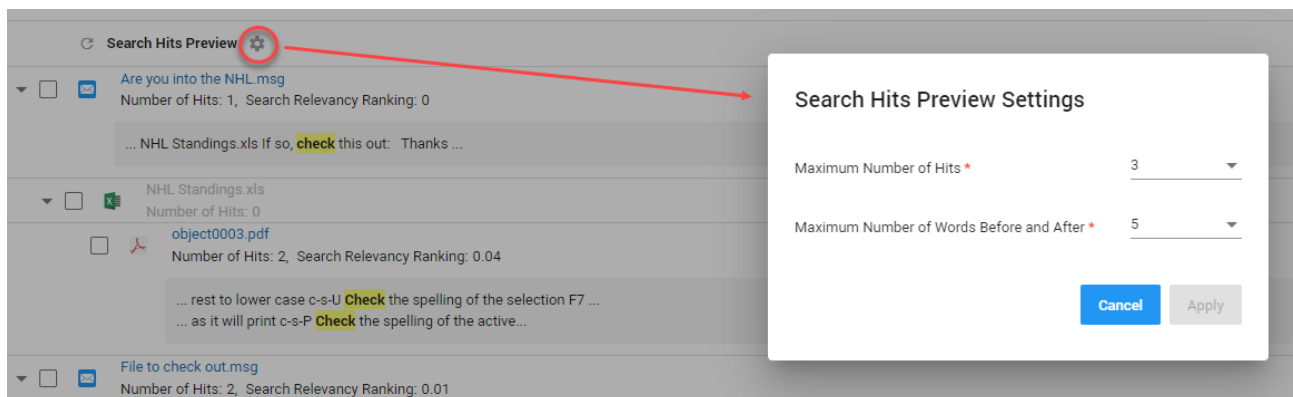 Search Hits Preview
Are you into the NHL.msg
Number of Hits: 1, Search Relevancy Ranking: 0
... NHL Standings.xls If so, check this out: Thanks ...
NHL Standings.xls
Number of Hits: 0
object0003.pdf
Number of Hits: 2, Search Relevancy Ranking: 0.04
... rest to lower case c-s-U Check the spelling of the selection F7 ...
... as it will print c-s-P Check the spelling of the active...
File to check out.msg
Number of Hits: 2, Search Relevancy Ranking: 0.01
Search Hits Preview Settings
Maximum Number of Hits * 3
Maximum Number of Words Before and After * 5
Cancel Apply